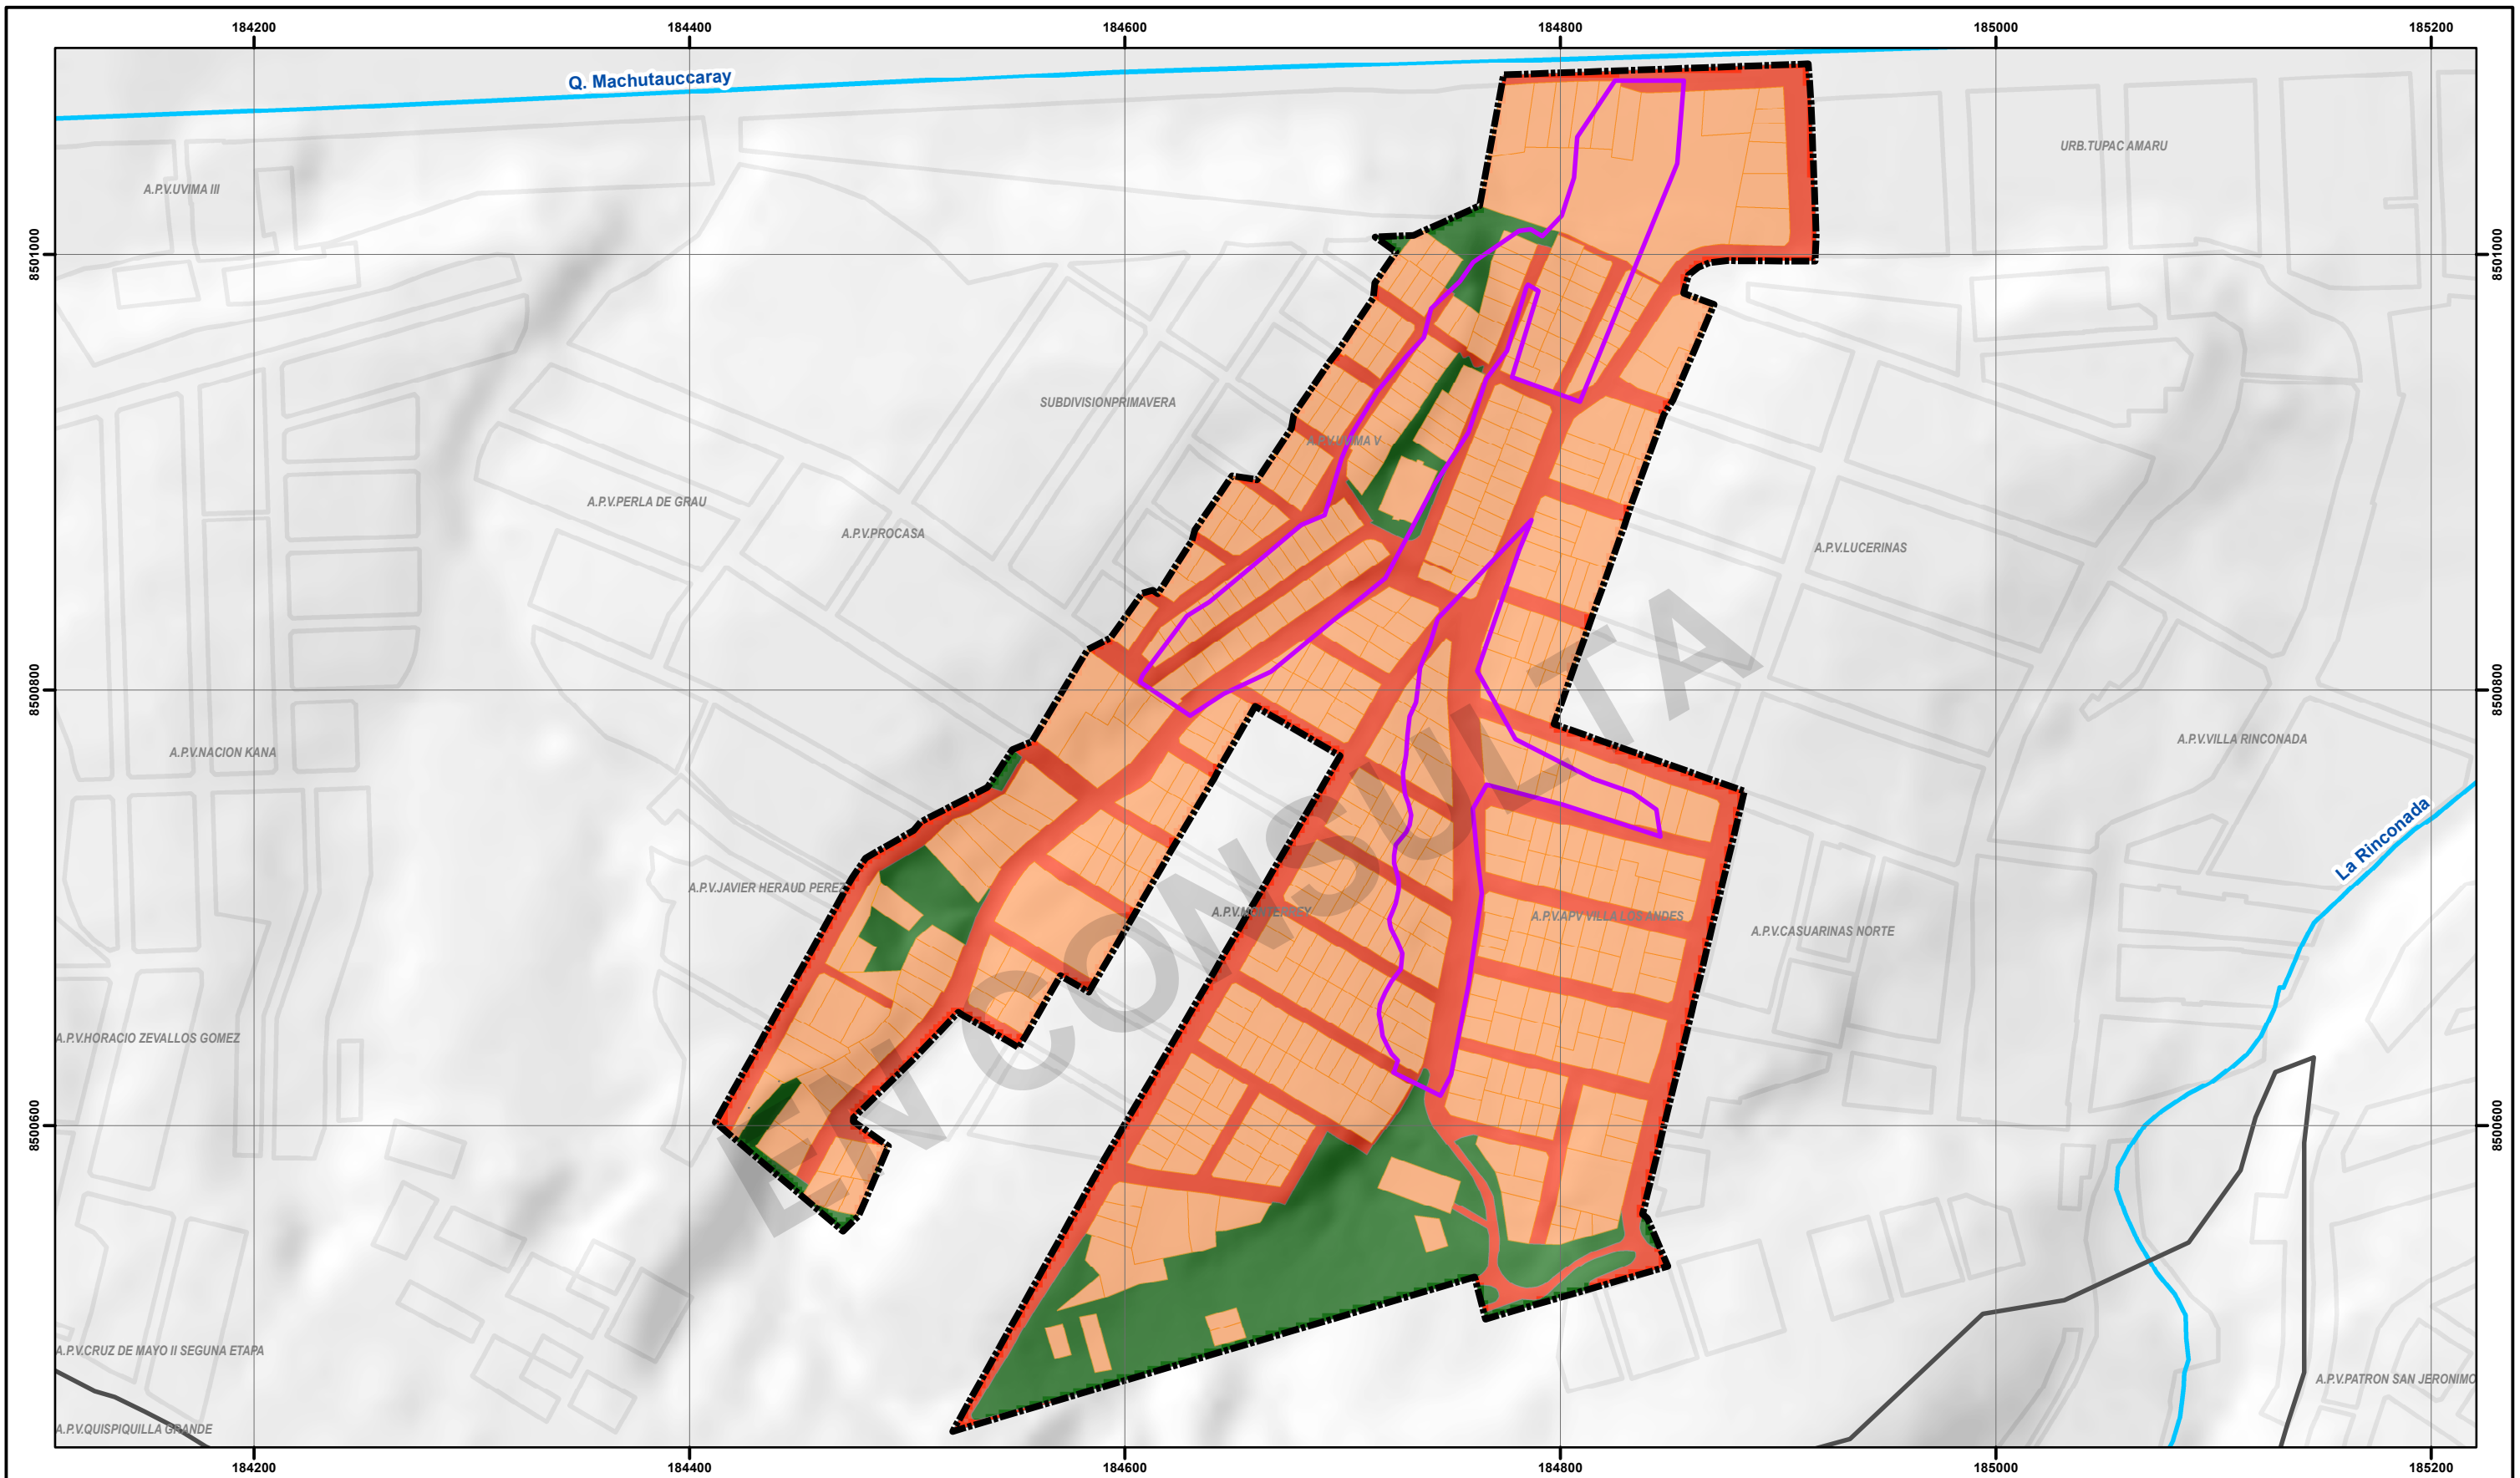 184200 184400 184600 184800 185000 185200
Q. Machutauccaray
URB.TUPAC AMARU
A.P.V.UVIMA III
8501000 8501000
SUBDIVISIONPRIMAVERA
A.P.V.UVIMA V
A.P.V.PERLA DE GRAU
A.P.V.PROCASA
A.P.V.LUCERINAS
8500800 8500800
A.P.V.NACION KANA
A.P.V.VILLA RINCONADA
La Rinconada
A.P.V.JAVIER HERAUD PEREZ
A.P.V.MONTERREY
A.P.V.APV VILLA LOS ANDES
A.P.V.CASUARINAS NORTE
EN CONSULTA
A.P.V.HORACIO ZEVALLOS GOMEZ
8500600 8500600
A.P.V.CRUZ DE MAYO II SEGUNA ETAPA
A.P.V.PATRON SAN JERONIMO
A.P.V.QUISPIQUILLA GRANDE
184200 184400 184600 184800 185000 185200